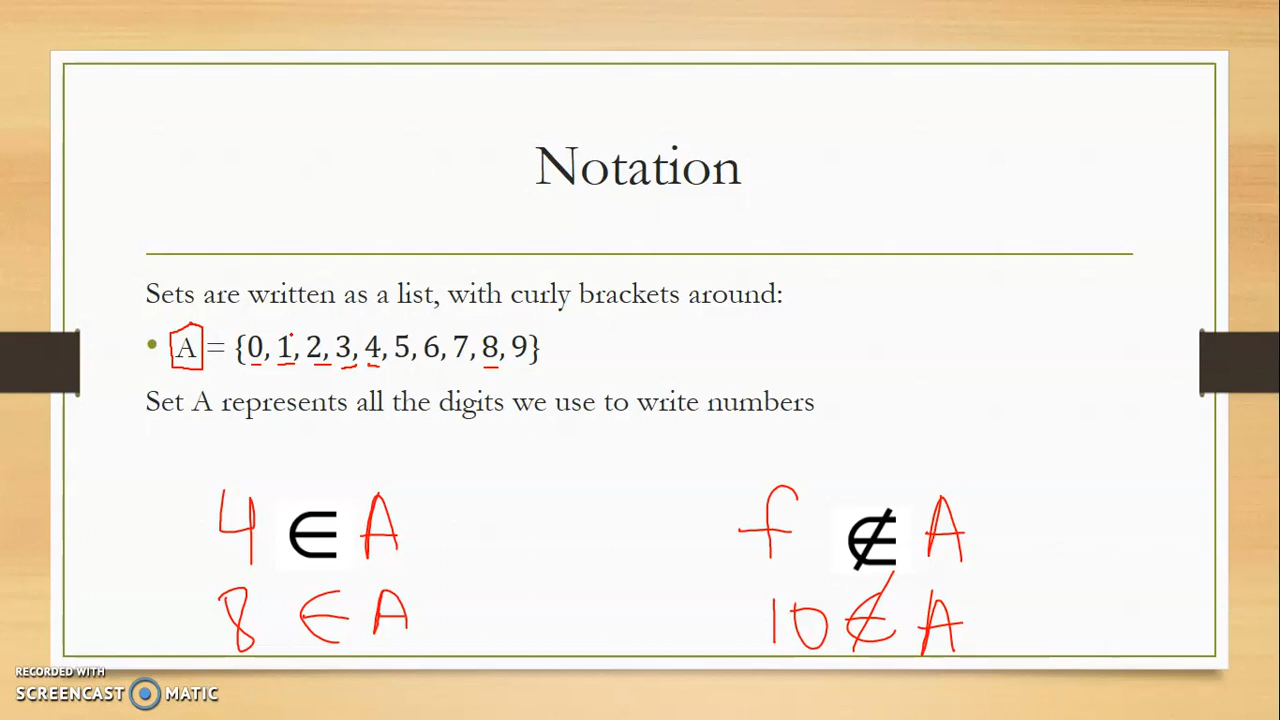 Notation
Sets are written as a list, with curly brackets around:
• A = {0, 1, 2, 3, 4, 5, 6, 7, 8, 9}
Set A represents all the digits we use to write numbers
4 ∈ A
f ∉ A
8 ∈ A
10 ∉ A
RECORDED WITH
SCREENCAST MATIC